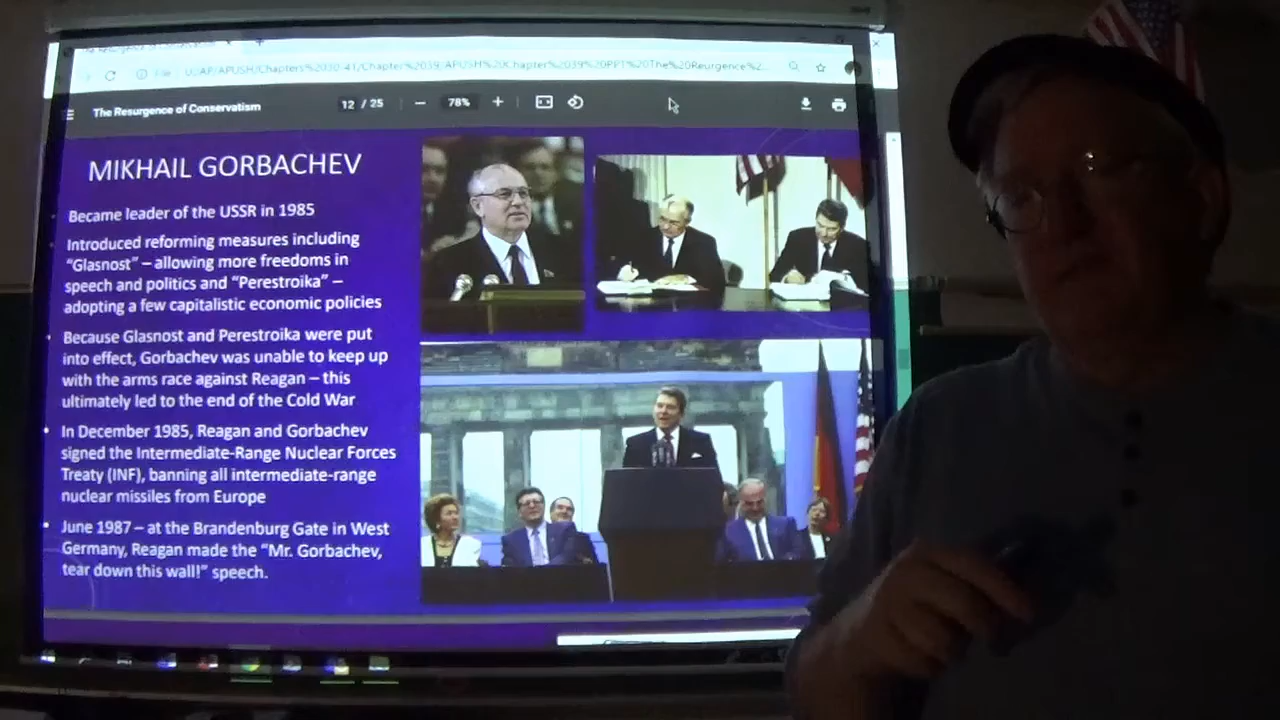 The Resurgence of Conservatism
12 / 25
78%
MIKHAIL GORBACHEV
Became leader of the USSR in 1985
Introduced reforming measures including
“Glasnost” – allowing more freedoms in
speech and politics and “Perestroika” –
adopting a few capitalistic economic policies
Because Glasnost and Perestroika were put
into effect, Gorbachev was unable to keep up
with the arms race against Reagan – this
ultimately led to the end of the Cold War
In December 1985, Reagan and Gorbachev
signed the Intermediate-Range Nuclear Forces
Treaty (INF), banning all intermediate-range
nuclear missiles from Europe
June 1987 – at the Brandenburg Gate in West
Germany, Reagan made the “Mr. Gorbachev,
tear down this wall!” speech.